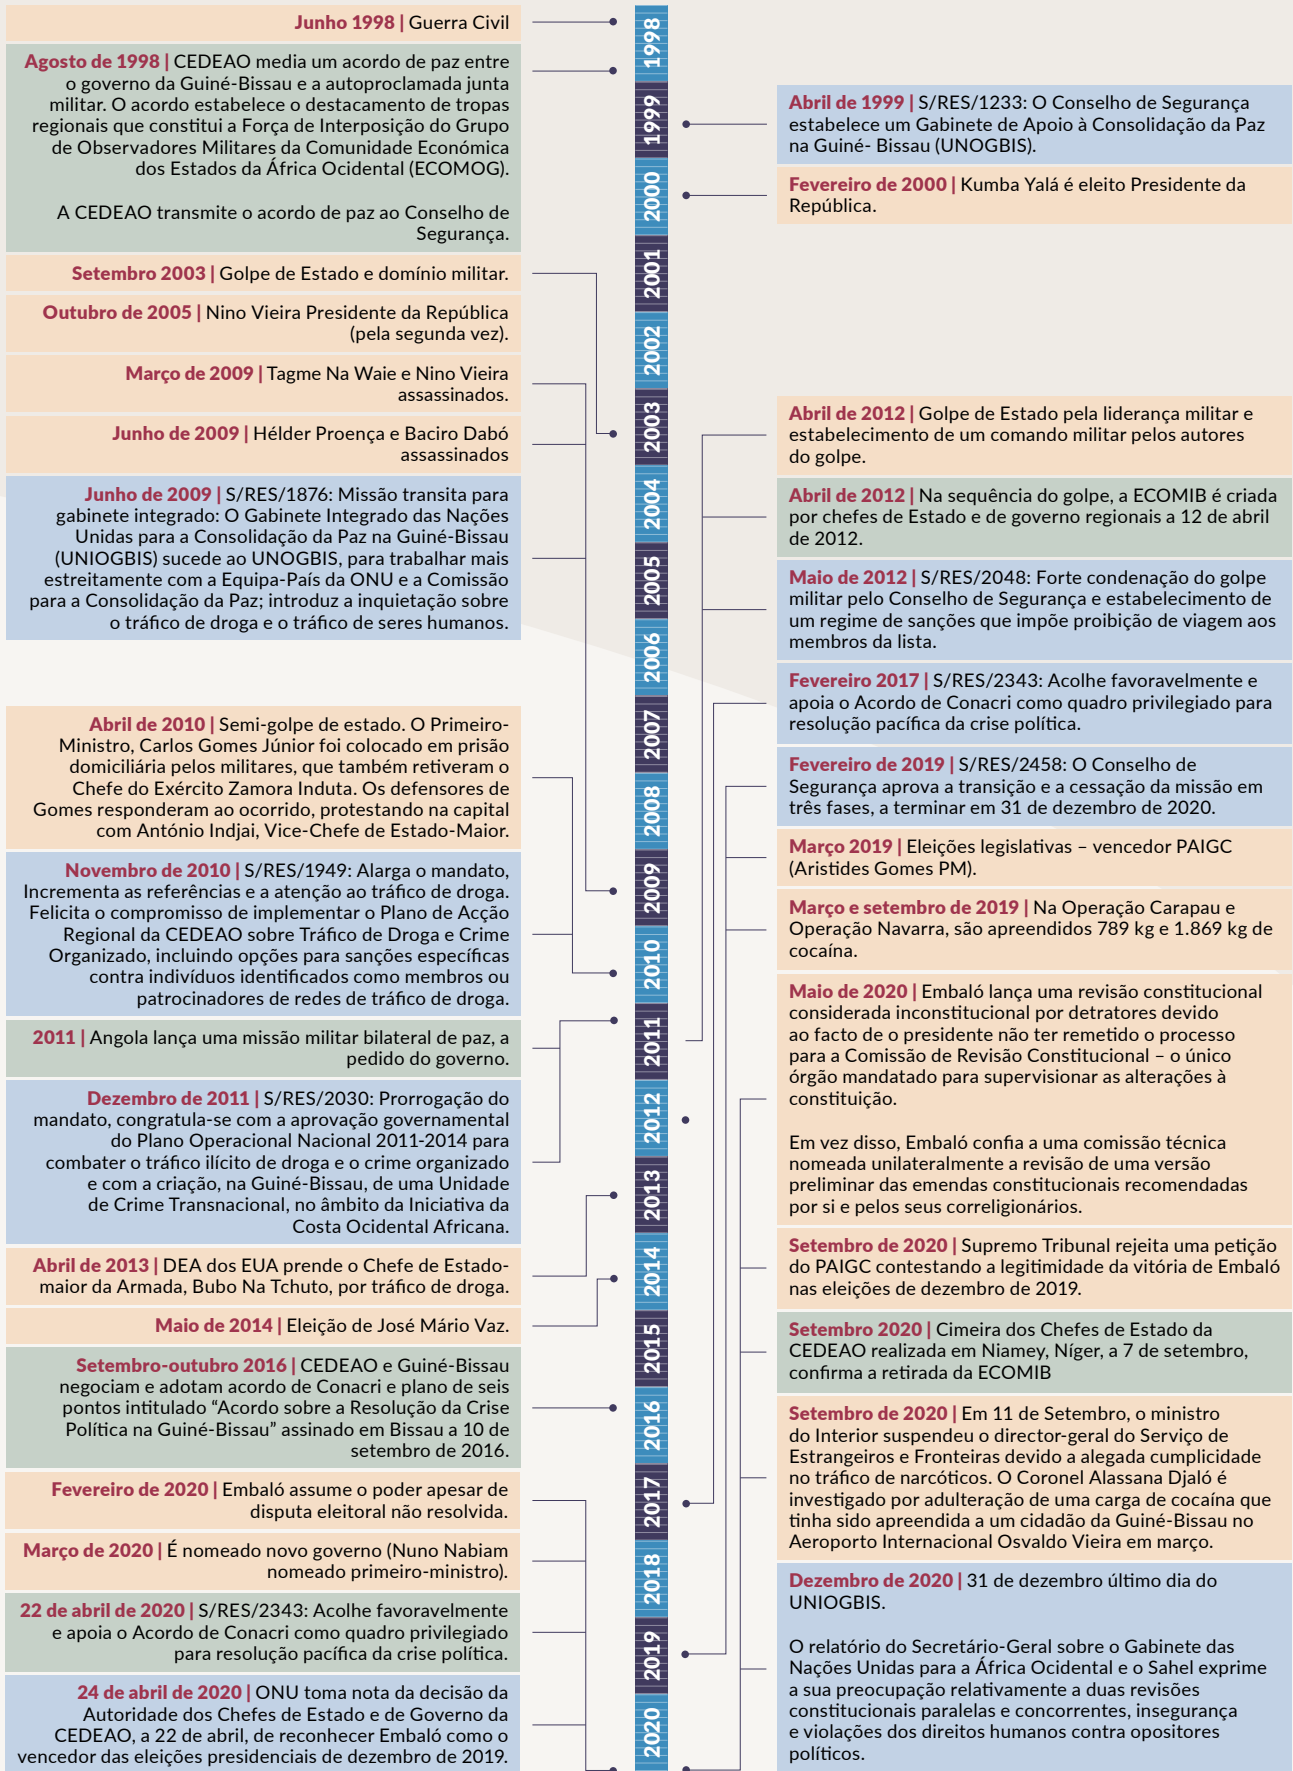 Junho 1998 | Guerra Civil
Agosto de 1998 | CEDEAO media um acordo de paz entre
o governo da Guiné-Bissau e a autoproclamada junta
militar. O acordo estabelece o destacamento de tropas
regionais que constitui a Força de Interposição do Grupo
de Observadores Militares da Comunidade Económica
dos Estados da África Ocidental (ECOMOG).
A CEDEAO transmite o acordo de paz ao Conselho de
Segurança.
Setembro 2003 | Golpe de Estado e domínio militar.
Outubro de 2005 | Nino Vieira Presidente da República
(pela segunda vez).
Março de 2009 | Tagme Na Waie e Nino Vieira
assassinados.
Junho de 2009 | Hélder Proença e Baciro Dabó
assassinados
Junho de 2009 | S/RES/1876: Missão transita para
gabinete integrado: O Gabinete Integrado das Nações
Unidas para a Consolidação da Paz na Guiné-Bissau
(UNIOGBIS) sucede ao UNOGBIS, para trabalhar mais
estreitamente com a Equipa-País da ONU e a Comissão
para a Consolidação da Paz; introduz a inquietação sobre
o tráfico de droga e o tráfico de seres humanos.
Abril de 2010 | Semi-golpe de estado. O Primeiro-
Ministro, Carlos Gomes Júnior foi colocado em prisão
domiciliária pelos militares, que também retiveram o
Chefe do Exército Zamora Induta. Os defensores de
Gomes responderam ao ocorrido, protestando na capital
com António Indjai, Vice-Chefe de Estado-Maior.
Novembro de 2010 | S/RES/1949: Alarga o mandato,
Incrementa as referências e a atenção ao tráfico de droga.
Felicita o compromisso de implementar o Plano de Acção
Regional da CEDEAO sobre Tráfico de Droga e Crime
Organizado, incluindo opções para sanções específicas
contra indivíduos identificados como membros ou
patrocinadores de redes de tráfico de droga.
2011 | Angola lança uma missão militar bilateral de paz, a
pedido do governo.
Dezembro de 2011 | S/RES/2030: Prorrogação do
mandato, congratula-se com a aprovação governamental
do Plano Operacional Nacional 2011-2014 para
combater o tráfico ilícito de droga e o crime organizado
e com a criação, na Guiné-Bissau, de uma Unidade
de Crime Transnacional, no âmbito da Iniciativa da
Costa Ocidental Africana.
Abril de 2013 | DEA dos EUA prende o Chefe de Estado-
maior da Armada, Bubo Na Tchuto, por tráfico de droga.
Maio de 2014 | Eleição de José Mário Vaz.
Setembro-outubro 2016 | CEDEAO e Guiné-Bissau
negociam e adotam acordo de Conacri e plano de seis
pontos intitulado “Acordo sobre a Resolução da Crise
Política na Guiné-Bissau” assinado em Bissau a 10 de
setembro de 2016.
Fevereiro de 2020 | Embaló assume o poder apesar de
disputa eleitoral não resolvida.
Março de 2020 | É nomeado novo governo (Nuno Nabiam
nomeado primeiro-ministro).
22 de abril de 2020 | S/RES/2343: Acolhe favoravelmente
e apoia o Acordo de Conacri como quadro privilegiado
para resolução pacífica da crise política.
24 de abril de 2020 | ONU toma nota da decisão da
Autoridade dos Chefes de Estado e de Governo da
CEDEAO, a 22 de abril, de reconhecer Embaló como o
vencedor das eleições presidenciais de dezembro de 2019.
1998
1999
2000
2001
2002
2003
2004
2005
2006
2007
2008
2009
2010
2011
2012
2013
2014
2015
2016
2017
2018
2019
2020
Abril de 1999 | S/RES/1233: O Conselho de Segurança
estabelece um Gabinete de Apoio à Consolidação da Paz
na Guiné- Bissau (UNOGBIS).
Fevereiro de 2000 | Kumba Yalá é eleito Presidente da
República.
Abril de 2012 | Golpe de Estado pela liderança militar e
estabelecimento de um comando militar pelos autores
do golpe.
Abril de 2012 | Na sequência do golpe, a ECOMIB é criada
por chefes de Estado e de governo regionais a 12 de abril
de 2012.
Maio de 2012 | S/RES/2048: Forte condenação do golpe
militar pelo Conselho de Segurança e estabelecimento de
um regime de sanções que impõe proibição de viagem aos
membros da lista.
Fevereiro 2017 | S/RES/2343: Acolhe favoravelmente e
apoia o Acordo de Conacri como quadro privilegiado para
resolução pacífica da crise política.
Fevereiro de 2019 | S/RES/2458: O Conselho de
Segurança aprova a transição e a cessação da missão em
três fases, a terminar em 31 de dezembro de 2020.
Março 2019 | Eleições legislativas – vencedor PAIGC
(Aristides Gomes PM).
Março e setembro de 2019 | Na Operação Carapau e
Operação Navarra, são apreendidos 789 kg e 1.869 kg de
cocaína.
Maio de 2020 | Embaló lança uma revisão constitucional
considerada inconstitucional por detratores devido
ao facto de o presidente não ter remetido o processo
para a Comissão de Revisão Constitucional – o único
órgão mandatado para supervisionar as alterações à
constituição.
Em vez disso, Embaló confia a uma comissão técnica
nomeada unilateralmente a revisão de uma versão
preliminar das emendas constitucionais recomendadas
por si e pelos seus correligionários.
Setembro de 2020 | Supremo Tribunal rejeita uma petição
do PAIGC contestando a legitimidade da vitória de Embaló
nas eleições de dezembro de 2019.
Setembro 2020 | Cimeira dos Chefes de Estado da
CEDEAO realizada em Niamey, Níger, a 7 de setembro,
confirma a retirada da ECOMIB
Setembro de 2020 | Em 11 de Setembro, o ministro
do Interior suspendeu o director-geral do Serviço de
Estrangeiros e Fronteiras devido a alegada cumplicidade
no tráfico de narcóticos. O Coronel Alassana Djaló é
investigado por adulteração de uma carga de cocaína que
tinha sido apreendida a um cidadão da Guiné-Bissau no
Aeroporto Internacional Osvaldo Vieira em março.
Dezembro de 2020 | 31 de dezembro último dia do
UNIOGBIS.
O relatório do Secretário-Geral sobre o Gabinete das
Nações Unidas para a África Ocidental e o Sahel exprime
a sua preocupação relativamente a duas revisões
constitucionais paralelas e concorrentes, insegurança
e violações dos direitos humanos contra opositores
políticos.